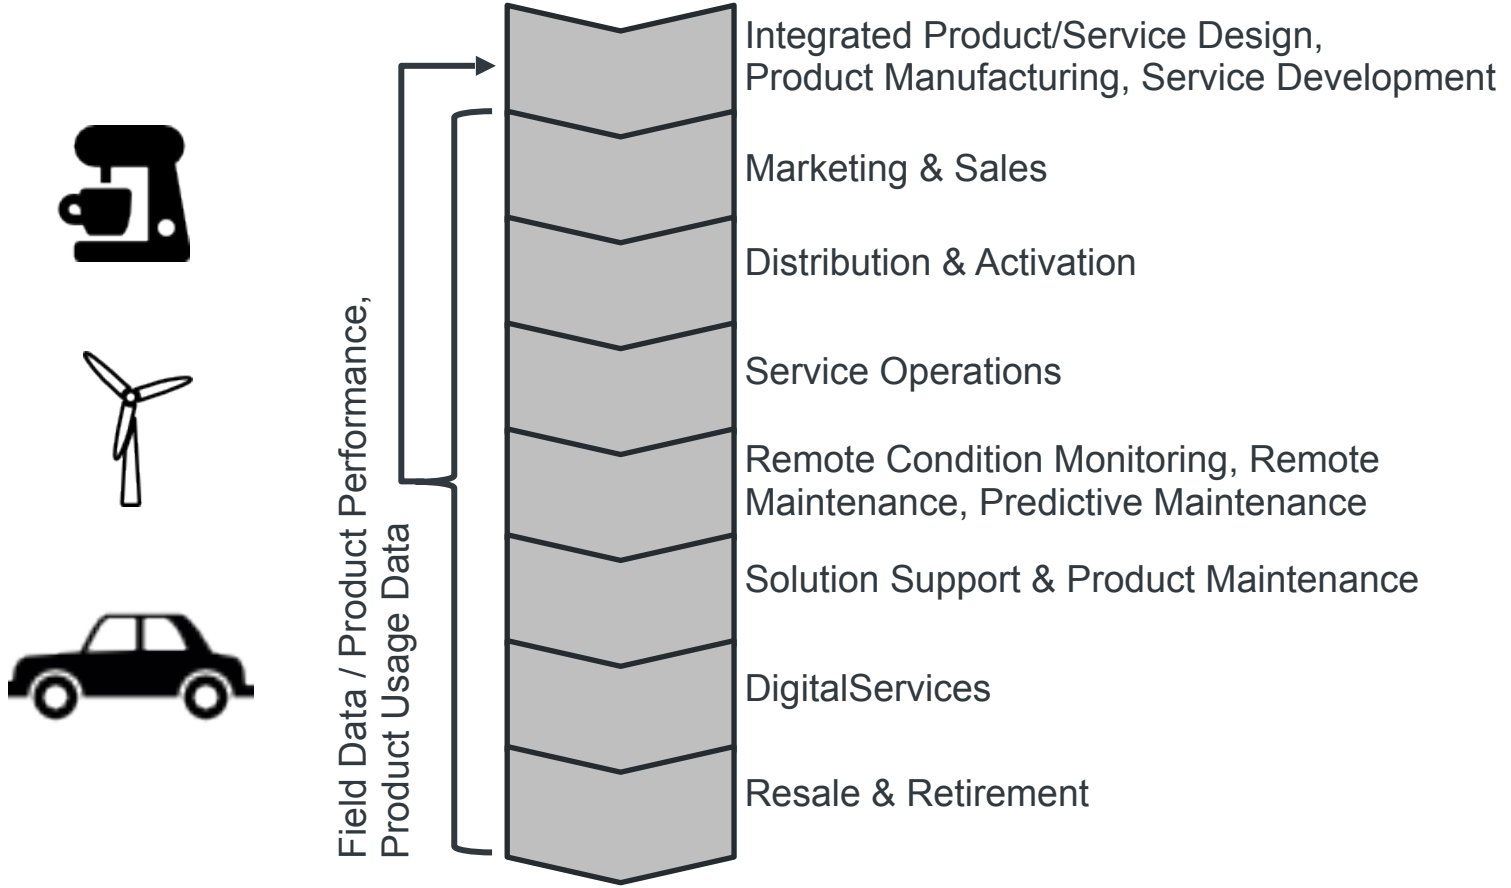 Integrated Product/Service Design,
Product Manufacturing, Service Development
Marketing & Sales
Distribution & Activation
Service Operations
Remote Condition Monitoring, Remote
Maintenance, Predictive Maintenance
Solution Support & Product Maintenance
DigitalServices
Resale & Retirement
Field Data / Product Performance,
Product Usage Data